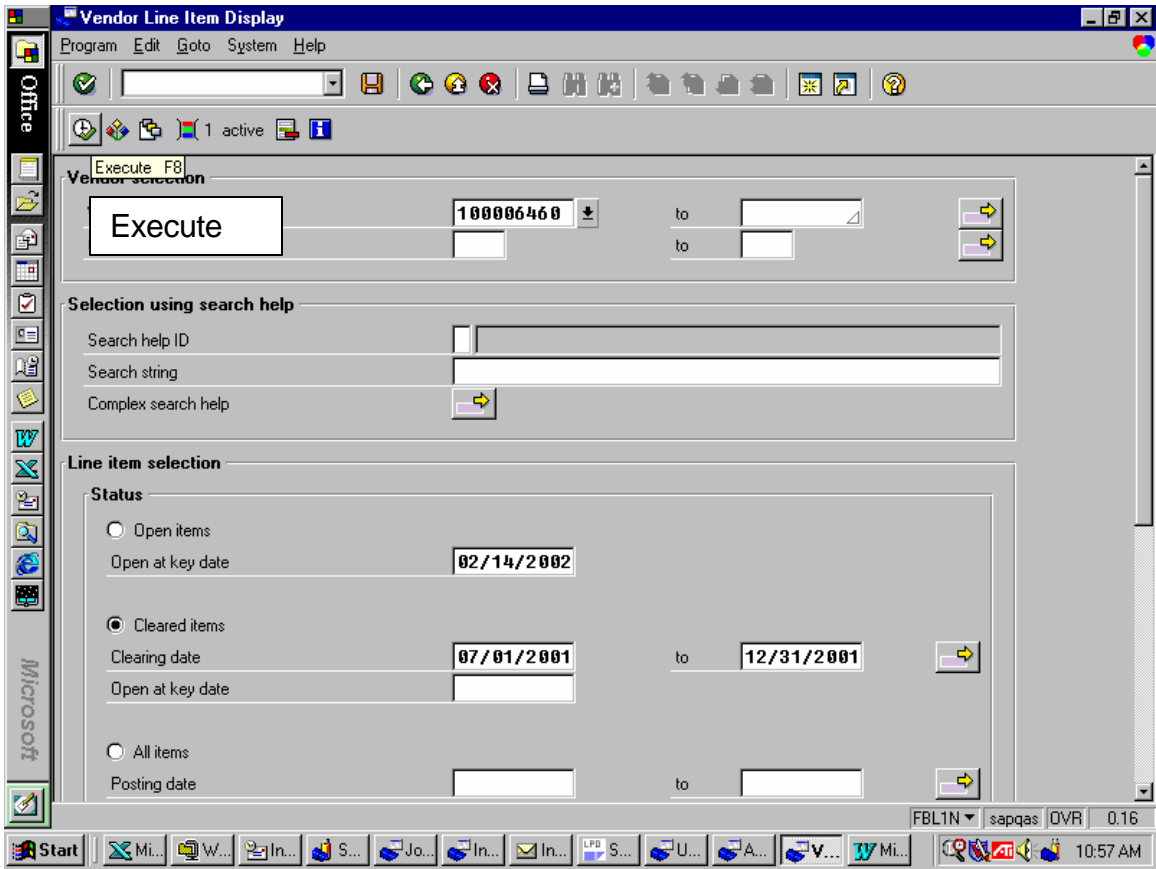 Vendor Line Item Display
Program Edit Goto System Help
Office
1 active
Execute F8
Vendor selection
Execute
100006460 to
to
Selection using search help
Search help ID
Search string
Complex search help
Line item selection
Status
Open items
Open at key date 02/14/2002
Cleared items
Clearing date 07/01/2001 to 12/31/2001
Open at key date
All items
Posting date to
Microsoft
FBL1N sapqas OVR 0.16
Start Mi... W... In... S... Jo... In... In... S... U... A... V... Mi... ATI 10:57 AM